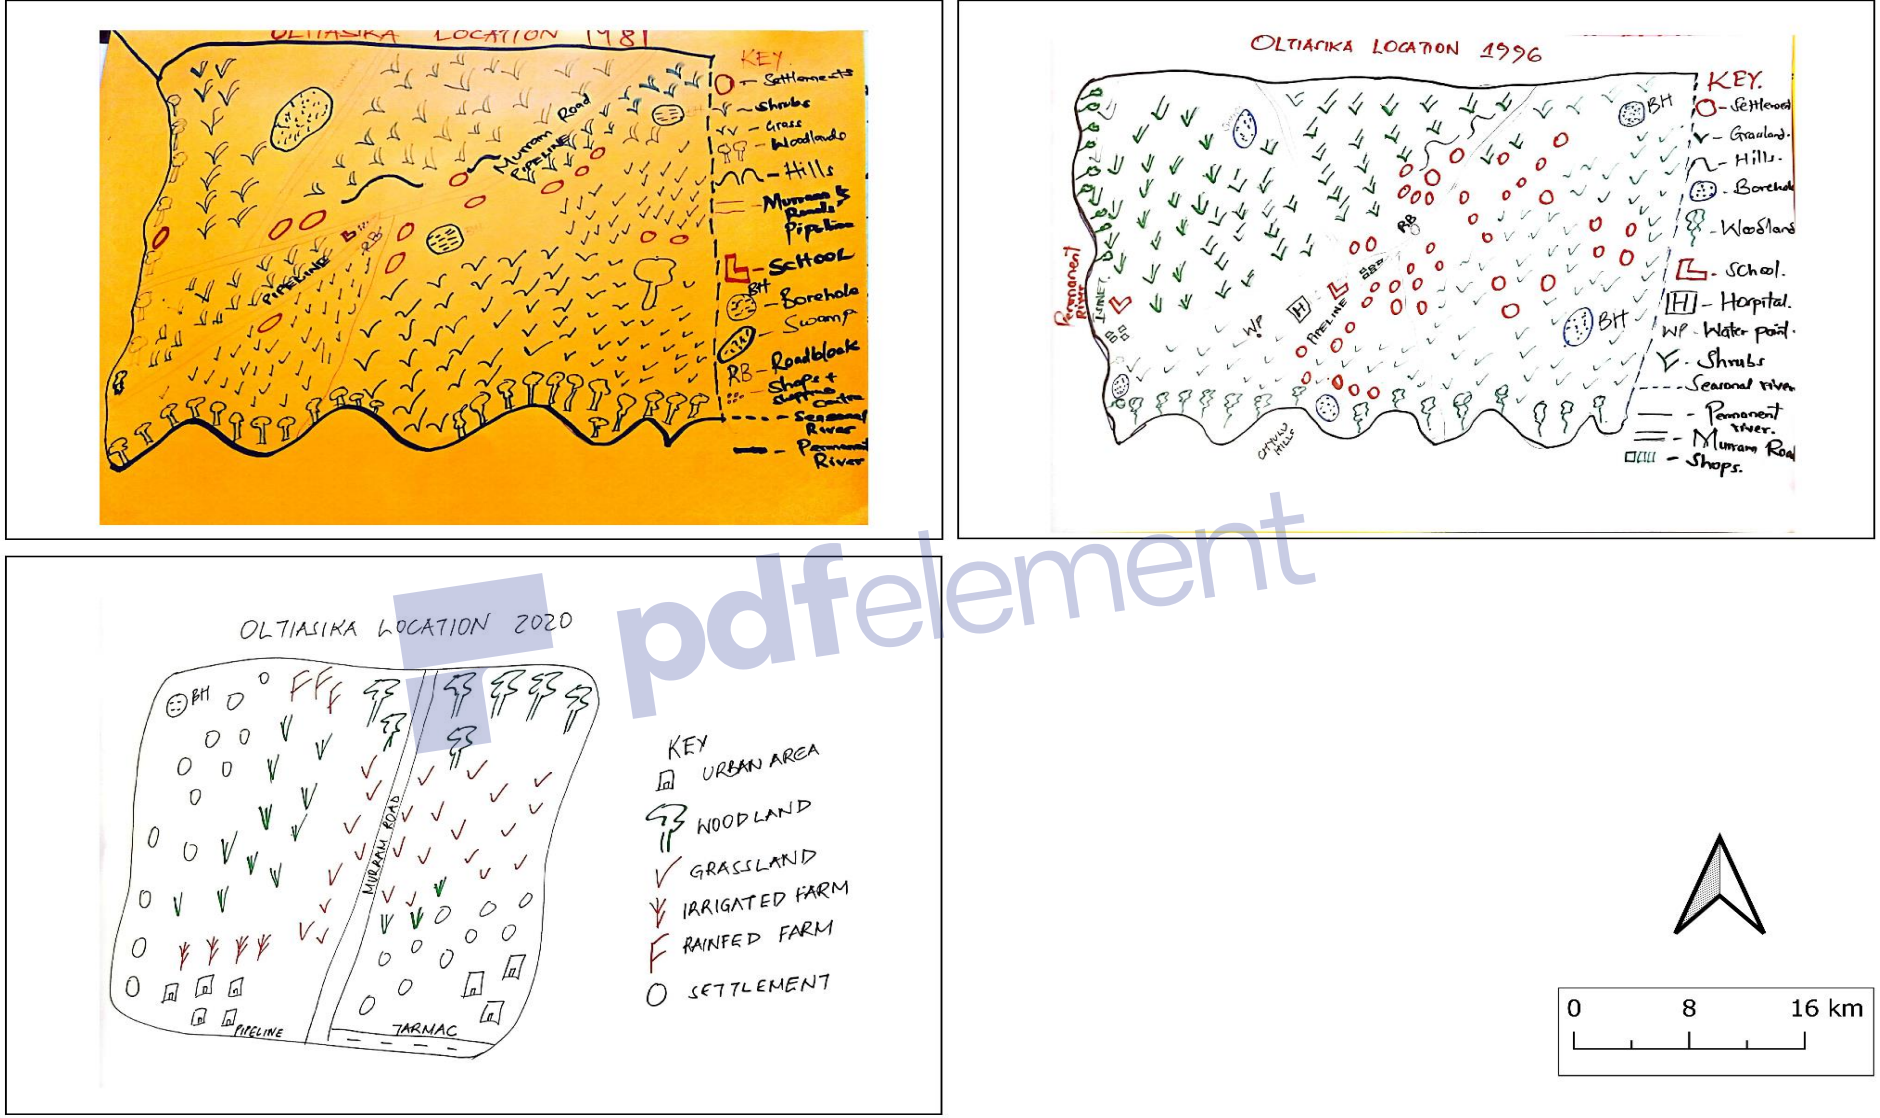 OLTIASIKA LOCATION 1981
KEY
Settlements
Shrubs
Grass
Woodlands
Hills
Murram
Roads
Pipeline
SCHOOL
BH
Borehole
Swamp
RB - Roadblock
Shops +
Centre
Seasonal
River
Permanent
River
Murram Road
PIPELINE
RB
BH
PIPELINE
OLTIASIKA LOCATION 1996
KEY.
- Settlement
- Grassland.
- Hills.
- Borehole
- Woodland
- School.
H - Hospital.
WP - Water point.
- Shrubs
- Seasonal river
- Permanent
river.
- Murram Road
- Shops.
BH
RB
Permanent
River
H
WP
PIPELINE
BH
HILLS
OLTIASIKA LOCATION 2020
BH
MURRAM ROAD
PIPELINE
TARMAC
KEY
URBAN AREA
WOODLAND
GRASSLAND
IRRIGATED FARM
RAINFED FARM
SETTLEMENT
pdfelement
0 8 16 km